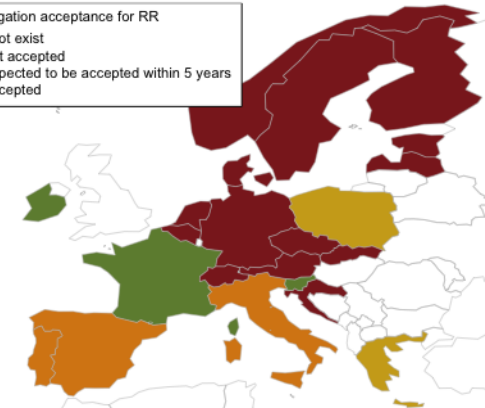 gation acceptance for RR
ot exist
t accepted
pected to be accepted within 5 years
cepted